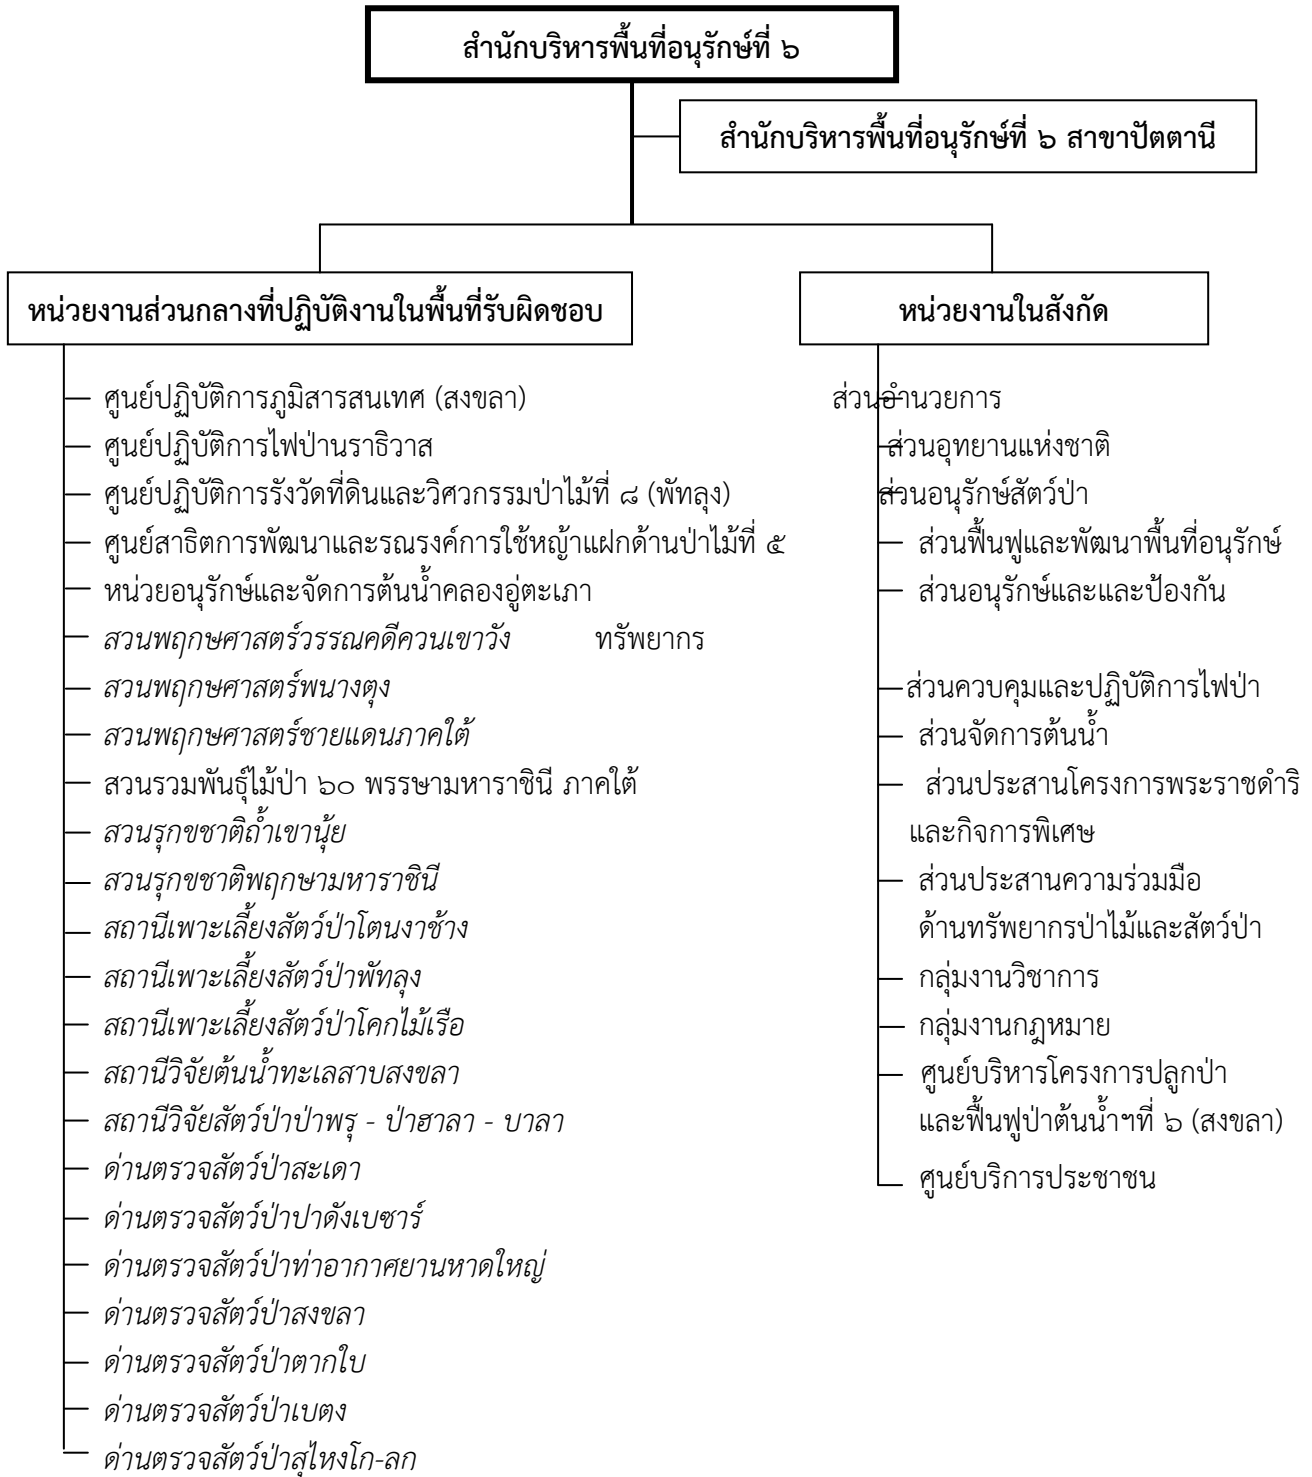 สำนักบริหารพื้นที่อนุรักษ์ที่ ๖
สำนักบริหารพื้นที่อนุรักษ์ที่ ๖ สาขาปัตตานี
หน่วยงานส่วนกลางที่ปฏิบัติงานในพื้นที่รับผิดชอบ
ศูนย์ปฏิบัติการภูมิสารสนเทศ (สงขลา)
ศูนย์ปฏิบัติการไฟป่านราธิวาส
ศูนย์ปฏิบัติการรังวัดที่ดินและวิศวกรรมป่าไม้ที่ ๘ (พัทลุง)
ศูนย์สาธิตการพัฒนาและรณรงค์การใช้หญ้าแฝกด้านป่าไม้ที่ ๕
หน่วยอนุรักษ์และจัดการต้นน้ำคลองอู่ตะเภา
สวนพฤกษศาสตร์วรรณคดีควนเขาวัง
สวนพฤกษศาสตร์พนางตุง
สวนพฤกษศาสตร์ชายแดนภาคใต้
สวนรวมพันธุ์ไม้ป่า ๖๐ พรรษามหาราชินี ภาคใต้
สวนรุกขชาติถ้ำเขานุ้ย
สวนรุกขชาติพฤกษามหาราชินี
สถานีเพาะเลี้ยงสัตว์ป่าโตนงาช้าง
สถานีเพาะเลี้ยงสัตว์ป่าพัทลุง
สถานีเพาะเลี้ยงสัตว์ป่าโคกไม้เรือ
สถานีวิจัยต้นน้ำทะเลสาบสงขลา
สถานีวิจัยสัตว์ป่าป่าพรุ - ป่าฮาลา - บาลา
ด่านตรวจสัตว์ป่าสะเดา
ด่านตรวจสัตว์ป่าปาดังเบซาร์
ด่านตรวจสัตว์ป่าท่าอากาศยานหาดใหญ่
ด่านตรวจสัตว์ป่าสงขลา
ด่านตรวจสัตว์ป่าตากใบ
ด่านตรวจสัตว์ป่าเบตง
ด่านตรวจสัตว์ป่าสุไหงโก-ลก
หน่วยงานในสังกัด
ส่วนอำนวยการ
ส่วนอุทยานแห่งชาติ
ส่วนอนุรักษ์สัตว์ป่า
ส่วนฟื้นฟูและพัฒนาพื้นที่อนุรักษ์
ส่วนอนุรักษ์และและป้องกัน
ทรัพยากร
ส่วนควบคุมและปฏิบัติการไฟป่า
ส่วนจัดการต้นน้ำ
ส่วนประสานโครงการพระราชดำริ
และกิจการพิเศษ
ส่วนประสานความร่วมมือ
ด้านทรัพยากรป่าไม้และสัตว์ป่า
กลุ่มงานวิชาการ
กลุ่มงานกฎหมาย
ศูนย์บริหารโครงการปลูกป่า
และฟื้นฟูป่าต้นน้ำฯที่ ๖ (สงขลา)
ศูนย์บริการประชาชน